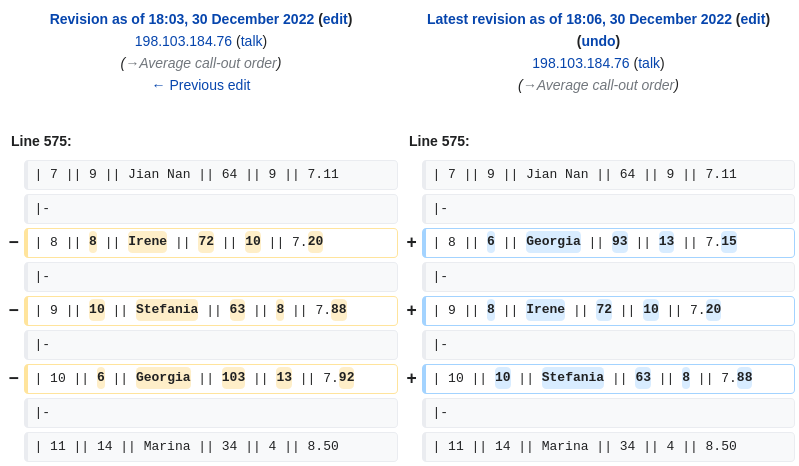 Revision as of 18:03, 30 December 2022 (edit)
198.103.184.76 (talk)
(→Average call-out order)
← Previous edit
Latest revision as of 18:06, 30 December 2022 (edit)
(undo)
198.103.184.76 (talk)
(→Average call-out order)
Line 575:
Line 575:
| 7 || 9 || Jian Nan || 64 || 9 || 7.11
| 7 || 9 || Jian Nan || 64 || 9 || 7.11
|-
|-
− | 8 || 8 || Irene || 72 || 10 || 7.20
+ | 8 || 6 || Georgia || 93 || 13 || 7.15
|-
|-
− | 9 || 10 || Stefania || 63 || 8 || 7.88
+ | 9 || 8 || Irene || 72 || 10 || 7.20
|-
|-
− | 10 || 6 || Georgia || 103 || 13 || 7.92
+ | 10 || 10 || Stefania || 63 || 8 || 7.88
|-
|-
| 11 || 14 || Marina || 34 || 4 || 8.50
| 11 || 14 || Marina || 34 || 4 || 8.50